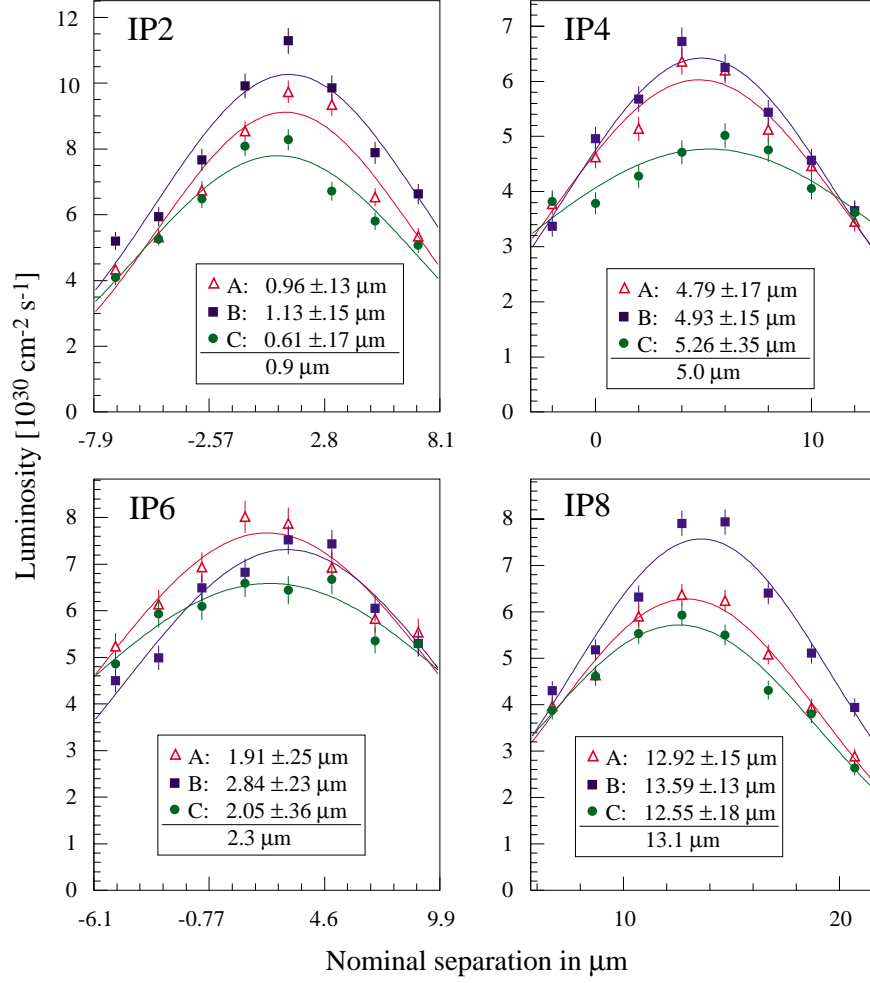 Luminosity [10^30 cm^-2 s^-1]
IP2
12
10
8
6
4
2
0
-7.9 -2.57 2.8 8.1
A: 0.96 ±.13 μm
B: 1.13 ±.15 μm
C: 0.61 ±.17 μm
0.9 μm
IP4
7
6
5
4
3
2
1
0
0 10
A: 4.79 ±.17 μm
B: 4.93 ±.15 μm
C: 5.26 ±.35 μm
5.0 μm
IP6
8
7
6
5
4
3
2
1
0
-6.1 -0.77 4.6 9.9
A: 1.91 ±.25 μm
B: 2.84 ±.23 μm
C: 2.05 ±.36 μm
2.3 μm
IP8
8
7
6
5
4
3
2
1
0
10 20
A: 12.92 ±.15 μm
B: 13.59 ±.13 μm
C: 12.55 ±.18 μm
13.1 μm
Nominal separation in μm